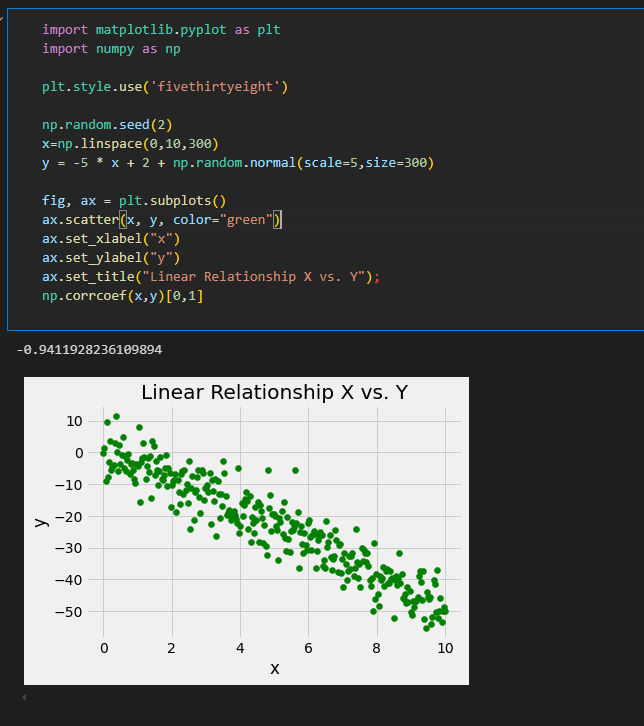 import matplotlib.pyplot as plt
import numpy as np
plt.style.use('fivethirtyeight')
np.random.seed(2)
x=np.linspace(0,10,300)
y = -5 * x + 2 + np.random.normal(scale=5,size=300)
fig, ax = plt.subplots()
ax.scatter(x, y, color="green")
ax.set_xlabel("x")
ax.set_ylabel("y")
ax.set_title("Linear Relationship X vs. Y");
np.corrcoef(x,y)[0,1]
-0.9411928236109894
Linear Relationship X vs. Y
10
0
−10
−20
y
−30
−40
−50
0 2 4 6 8 10
x